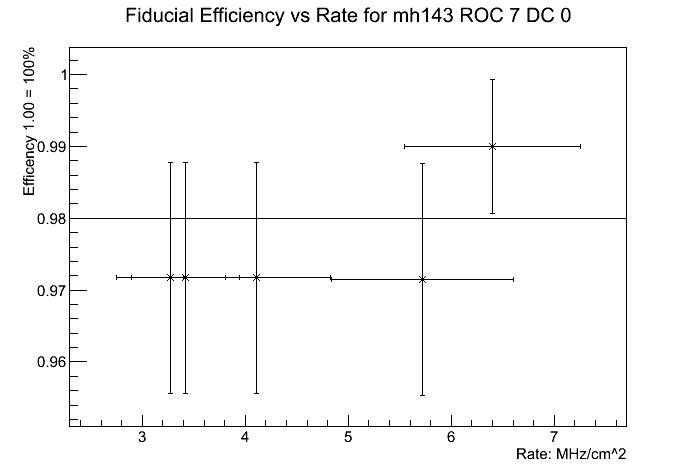 Fiducial Efficiency vs Rate for mh143 ROC 7 DC 0
Efficency 1.00 = 100%
1
0.99
0.98
0.97
0.96
3 4 5 6 7
Rate: MHz/cm^2